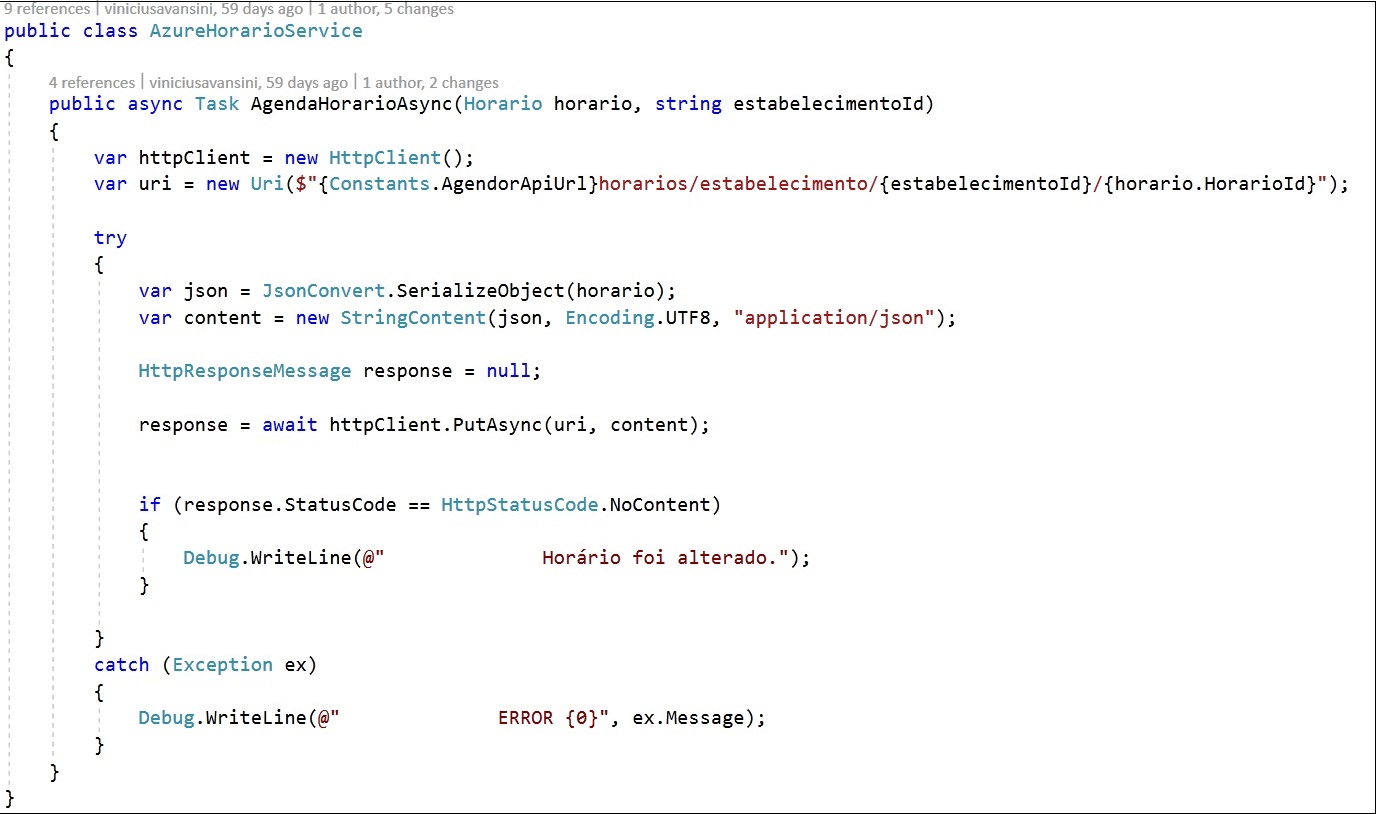 9 references | viniciusavansini, 59 days ago | 1 author, 5 changes
public class AzureHorarioService
{
4 references | viniciusavansini, 59 days ago | 1 author, 2 changes
public async Task AgendaHorarioAsync(Horario horario, string estabelecimentoId)
{
var httpClient = new HttpClient();
var uri = new Uri($"{Constants.AgendorApiUrl}horarios/estabelecimento/{estabelecimentoId}/{horario.HorarioId}");
try
{
var json = JsonConvert.SerializeObject(horario);
var content = new StringContent(json, Encoding.UTF8, "application/json");
HttpResponseMessage response = null;
response = await httpClient.PutAsync(uri, content);
if (response.StatusCode == HttpStatusCode.NoContent)
{
Debug.WriteLine(@"              Horário foi alterado.");
}
}
catch (Exception ex)
{
Debug.WriteLine(@"              ERROR {0}", ex.Message);
}
}
}